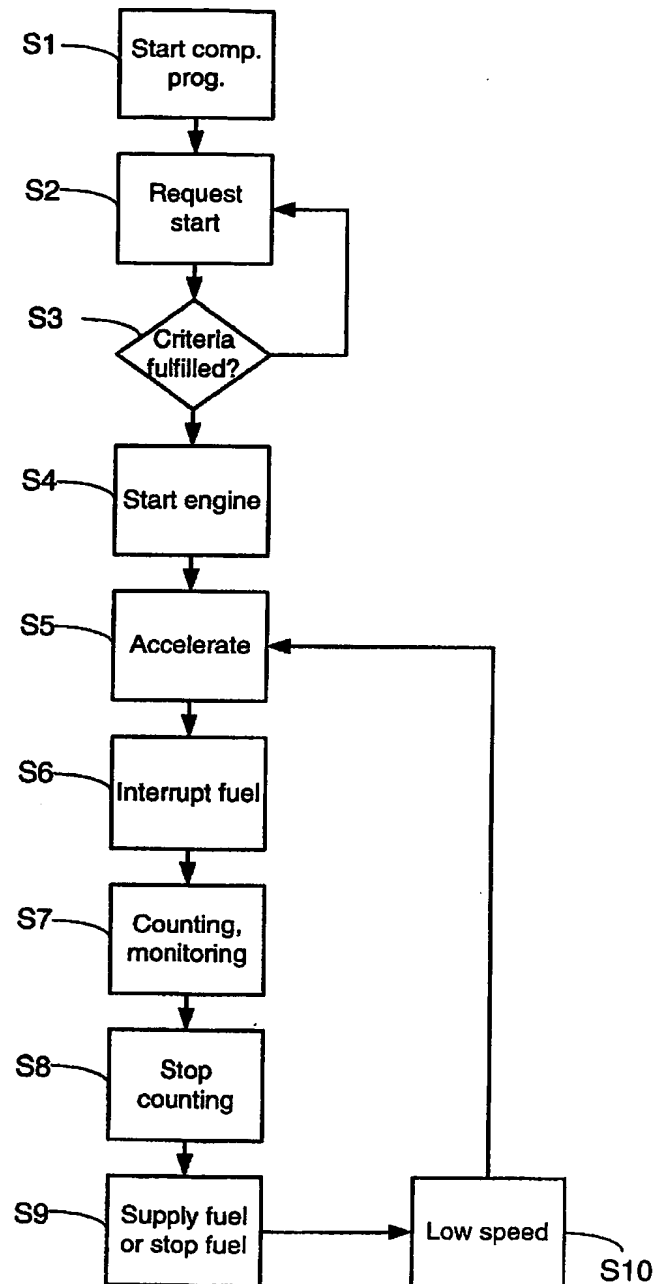 S1
Start comp.
prog.
S2
Request
start
S3
Criteria
fulfilled?
S4
Start engine
S5
Accelerate
S6
Interrupt fuel
S7
Counting,
monitoring
S8
Stop
counting
S9
Supply fuel
or stop fuel
Low speed
S10